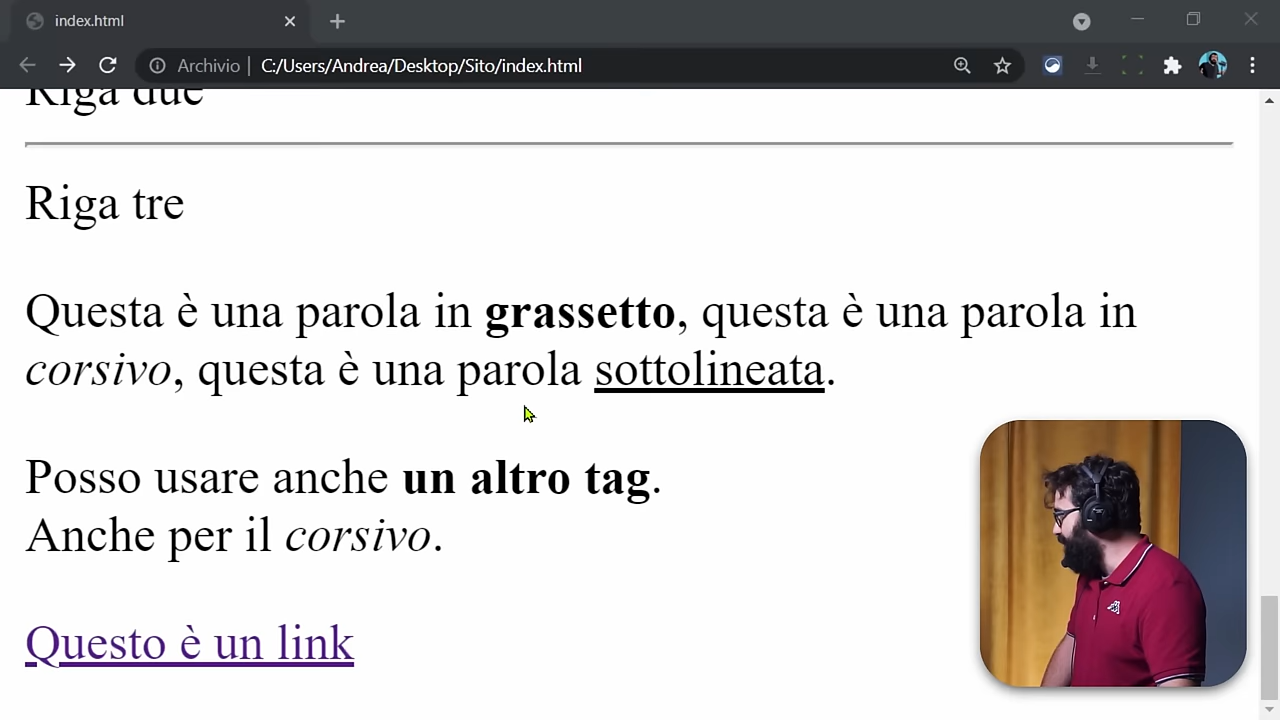 index.html
Archivio | C:/Users/Andrea/Desktop/Sito/index.html
Riga due
Riga tre
Questa è una parola in grassetto, questa è una parola in
corsivo, questa è una parola sottolineata.
Posso usare anche un altro tag.
Anche per il corsivo.
Questo è un link